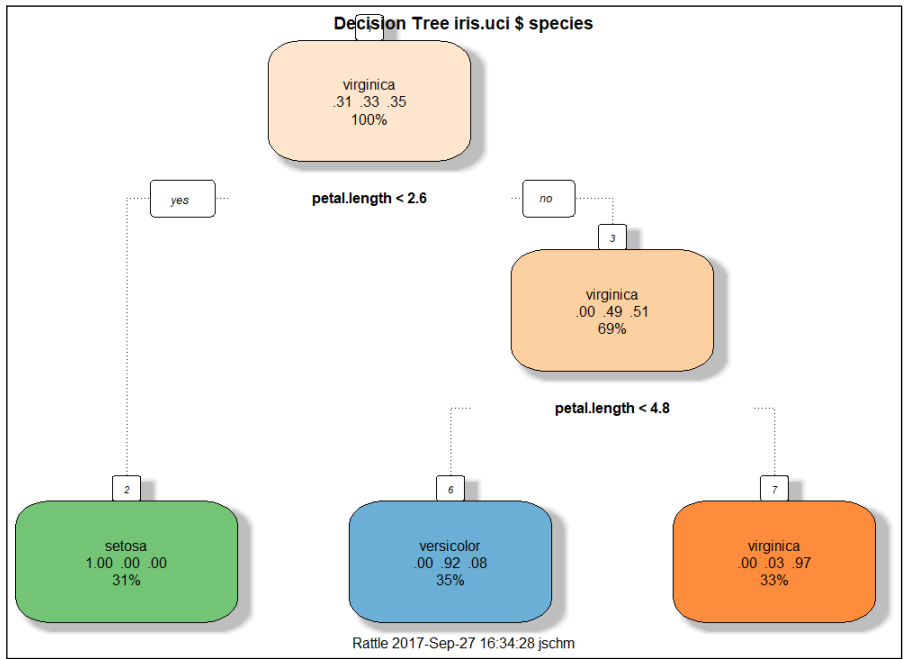 Decision Tree iris.uci $ species
virginica
.31 .33 .35
100%
yes
petal.length < 2.6
no
3
virginica
.00 .49 .51
69%
petal.length < 4.8
2
6
7
setosa
1.00 .00 .00
31%
versicolor
.00 .92 .08
35%
virginica
.00 .03 .97
33%
Rattle 2017-Sep-27 16:34:28 jschm